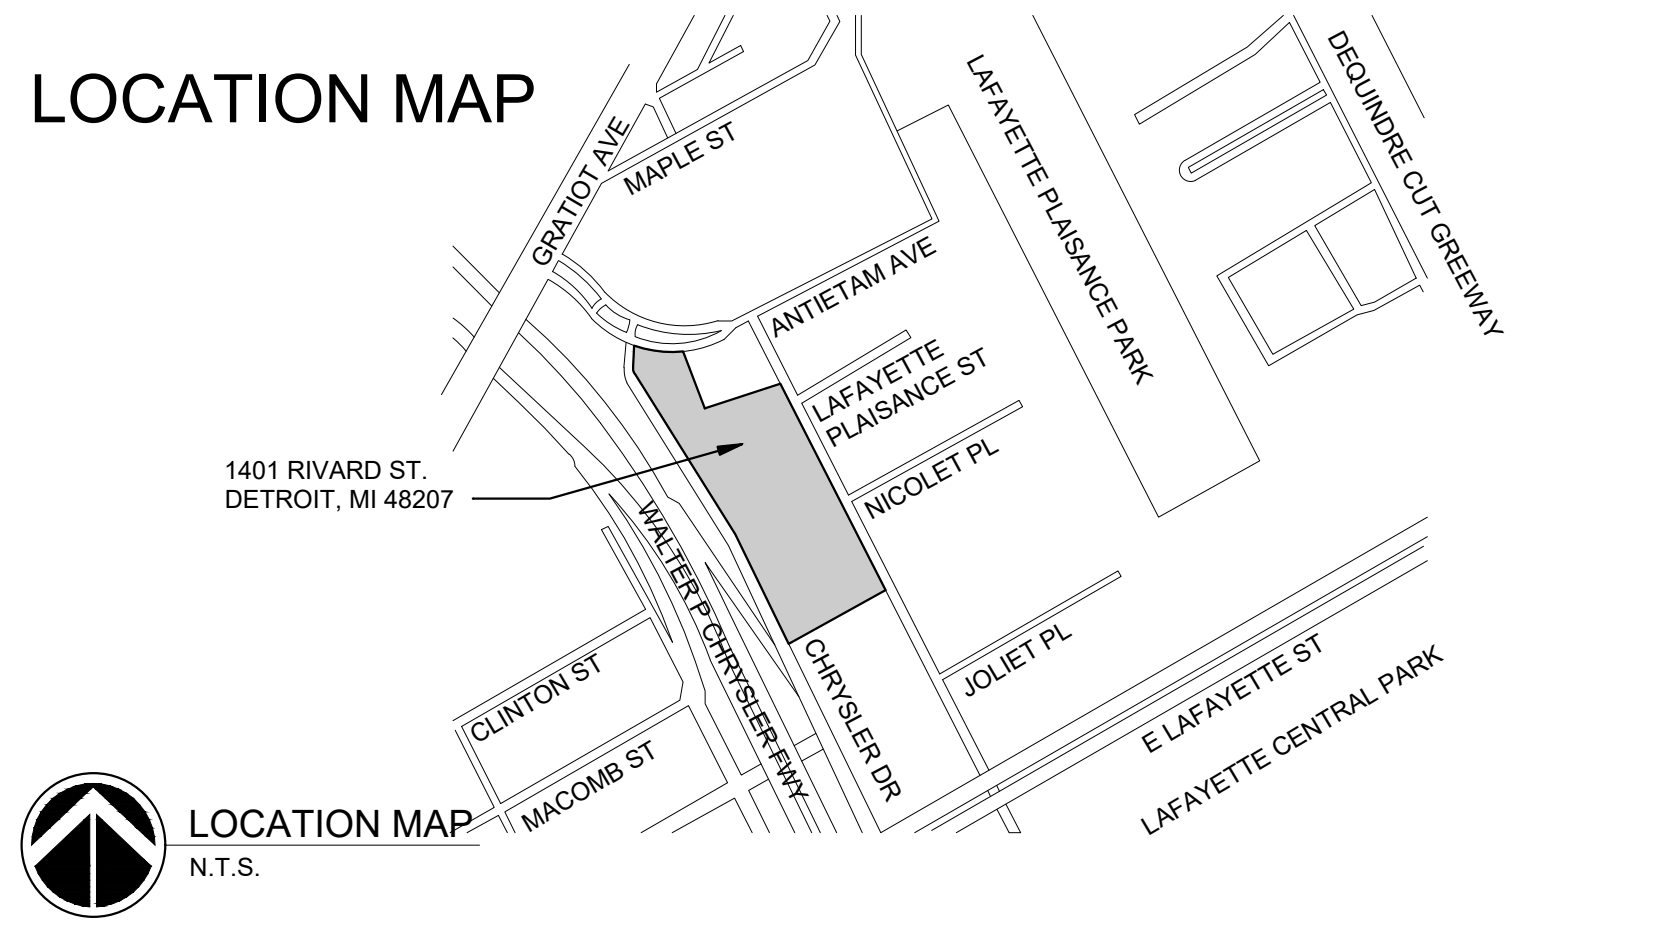 LOCATION MAP
GRATIOT AVE
MAPLE ST
LAFAYETTE PLAISANCE PARK
DEQUINDRE CUT GREEWAY
ANTIETAM AVE
LAFAYETTE
PLAISANCE ST
NICOLET PL
1401 RIVARD ST.
DETROIT, MI 48207
WALTER P CHRYSLER FWY
CHRYSLER DR
JOLIET PL
E LAFAYETTE ST
LAFAYETTE CENTRAL PARK
CLINTON ST
MACOMB ST
LOCATION MAP
N.T.S.